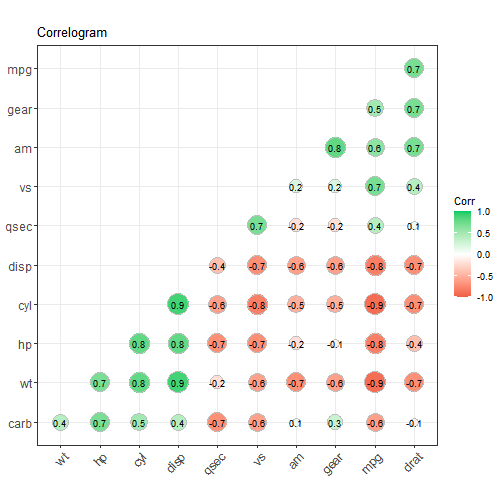 Correlogram
mpg 0.7
gear 0.5 0.7
am 0.8 0.6 0.7
vs 0.2 0.2 0.7 0.4
qsec 0.7 -0.2 -0.2 0.4 0.1
disp -0.4 -0.7 -0.6 -0.6 -0.8 -0.7
cyl 0.9 -0.6 -0.8 -0.5 -0.5 -0.9 -0.7
hp 0.8 0.8 -0.7 -0.7 -0.2 -0.1 -0.8 -0.4
wt 0.7 0.8 0.9 -0.2 -0.6 -0.7 -0.6 -0.9 -0.7
carb 0.4 0.7 0.5 0.4 -0.7 -0.6 0.1 0.3 -0.6 -0.1
wt hp cyl disp qsec vs am gear mpg drat
Corr
1.0
0.5
0.0
-0.5
-1.0